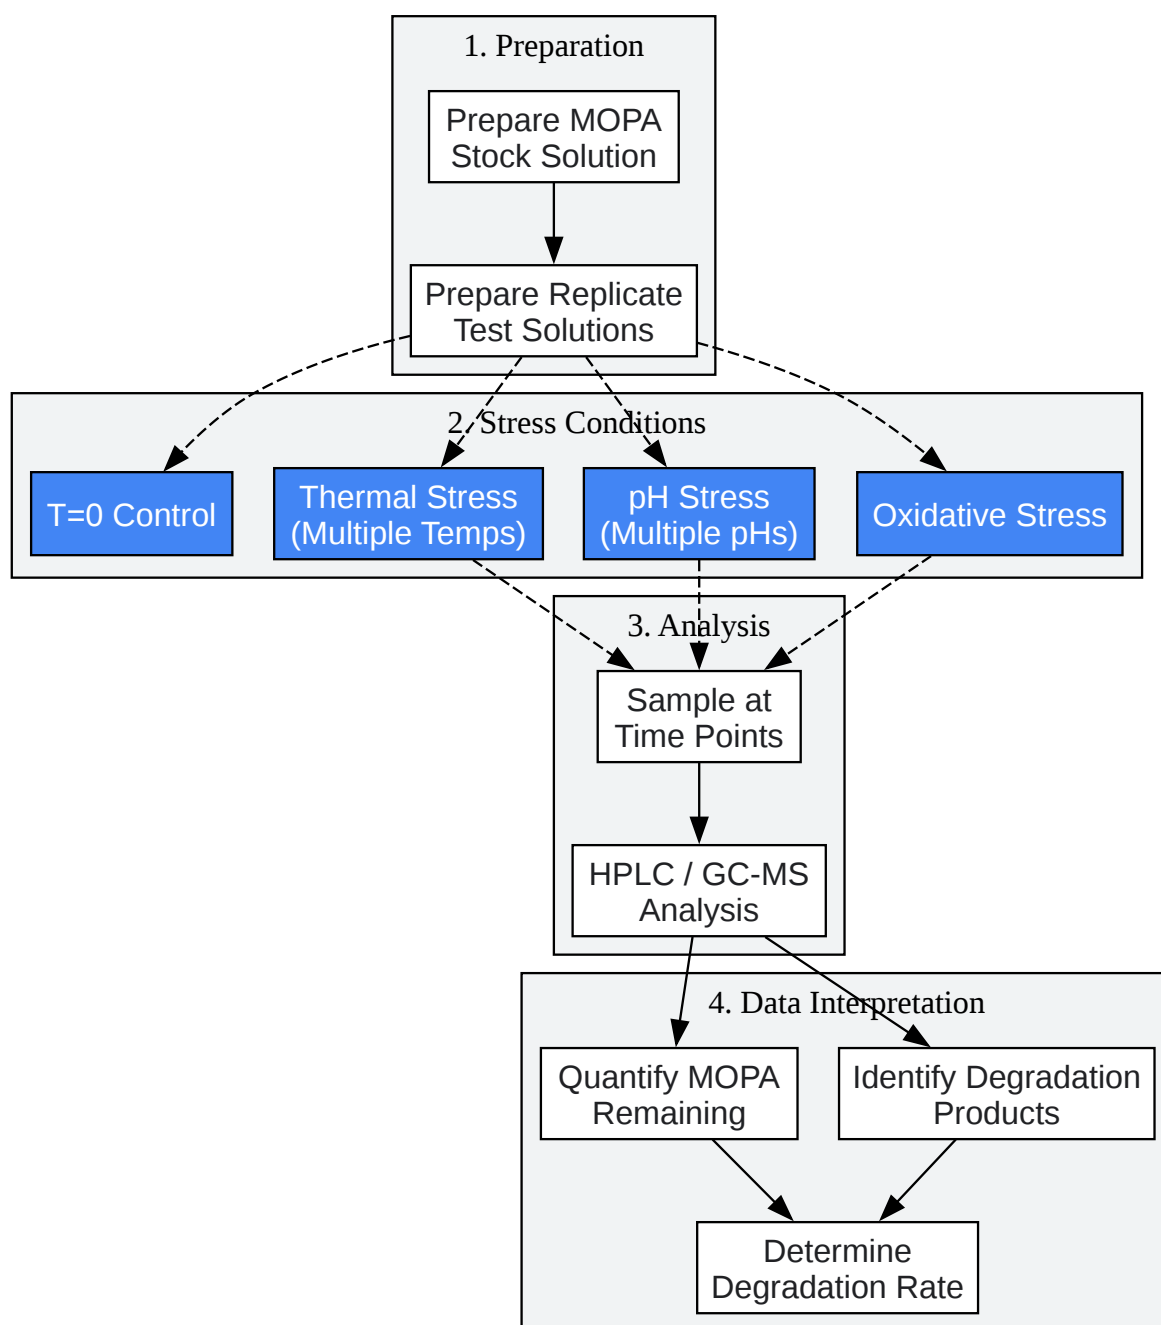 1. Preparation
Prepare MOPA
Stock Solution
Prepare Replicate
Test Solutions
2. Stress Conditions
T=0 Control
Thermal Stress
(Multiple Temps)
pH Stress
(Multiple pHs)
Oxidative Stress
3. Analysis
Sample at
Time Points
HPLC / GC-MS
Analysis
4. Data Interpretation
Quantify MOPA
Remaining
Identify Degradation
Products
Determine
Degradation Rate